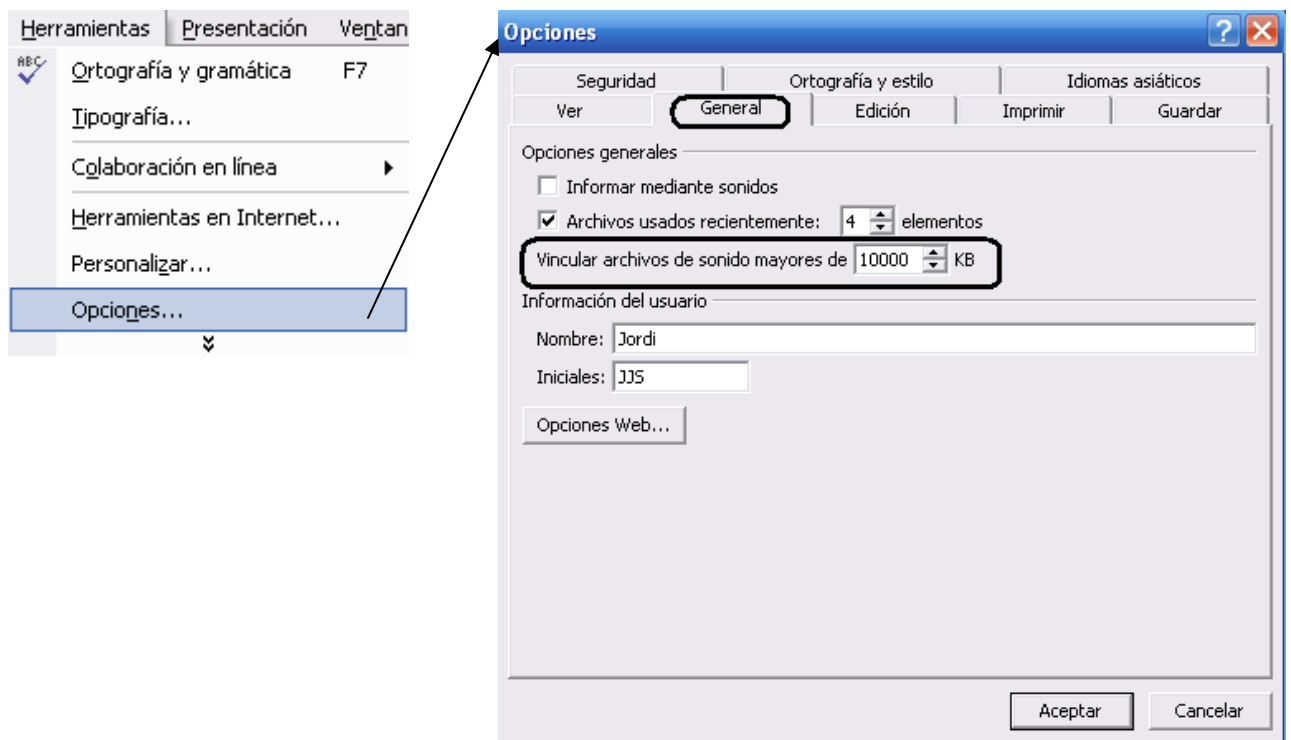 Herramientas Presentación Ventan
ABC Ortografía y gramática F7
Tipografía...
Colaboración en línea
Herramientas en Internet...
Personalizar...
Opciones...
Opciones
Seguridad Ortografía y estilo Idiomas asiáticos
Ver General Edición Imprimir Guardar
Opciones generales
Informar mediante sonidos
Archivos usados recientemente: 4 elementos
Vincular archivos de sonido mayores de 10000 KB
Información del usuario
Nombre: Jordi
Iniciales: JJS
Opciones Web...
Aceptar Cancelar